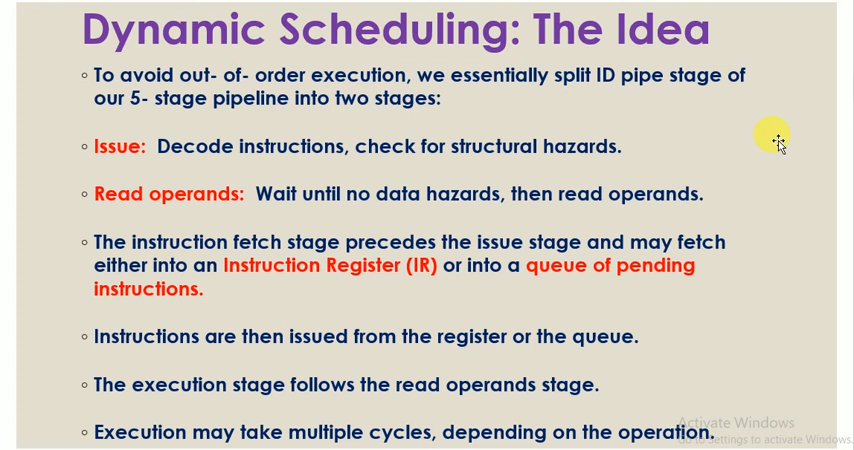 Dynamic Scheduling: The Idea
◦ To avoid out- of- order execution, we essentially split ID pipe stage of
our 5- stage pipeline into two stages:
◦ Issue: Decode instructions, check for structural hazards.
◦ Read operands: Wait until no data hazards, then read operands.
◦ The instruction fetch stage precedes the issue stage and may fetch
either into an Instruction Register (IR) or into a queue of pending
instructions.
◦ Instructions are then issued from the register or the queue.
◦ The execution stage follows the read operands stage.
◦ Execution may take multiple cycles, depending on the operation.
Activate Windows
Go to Settings to activate Windows.